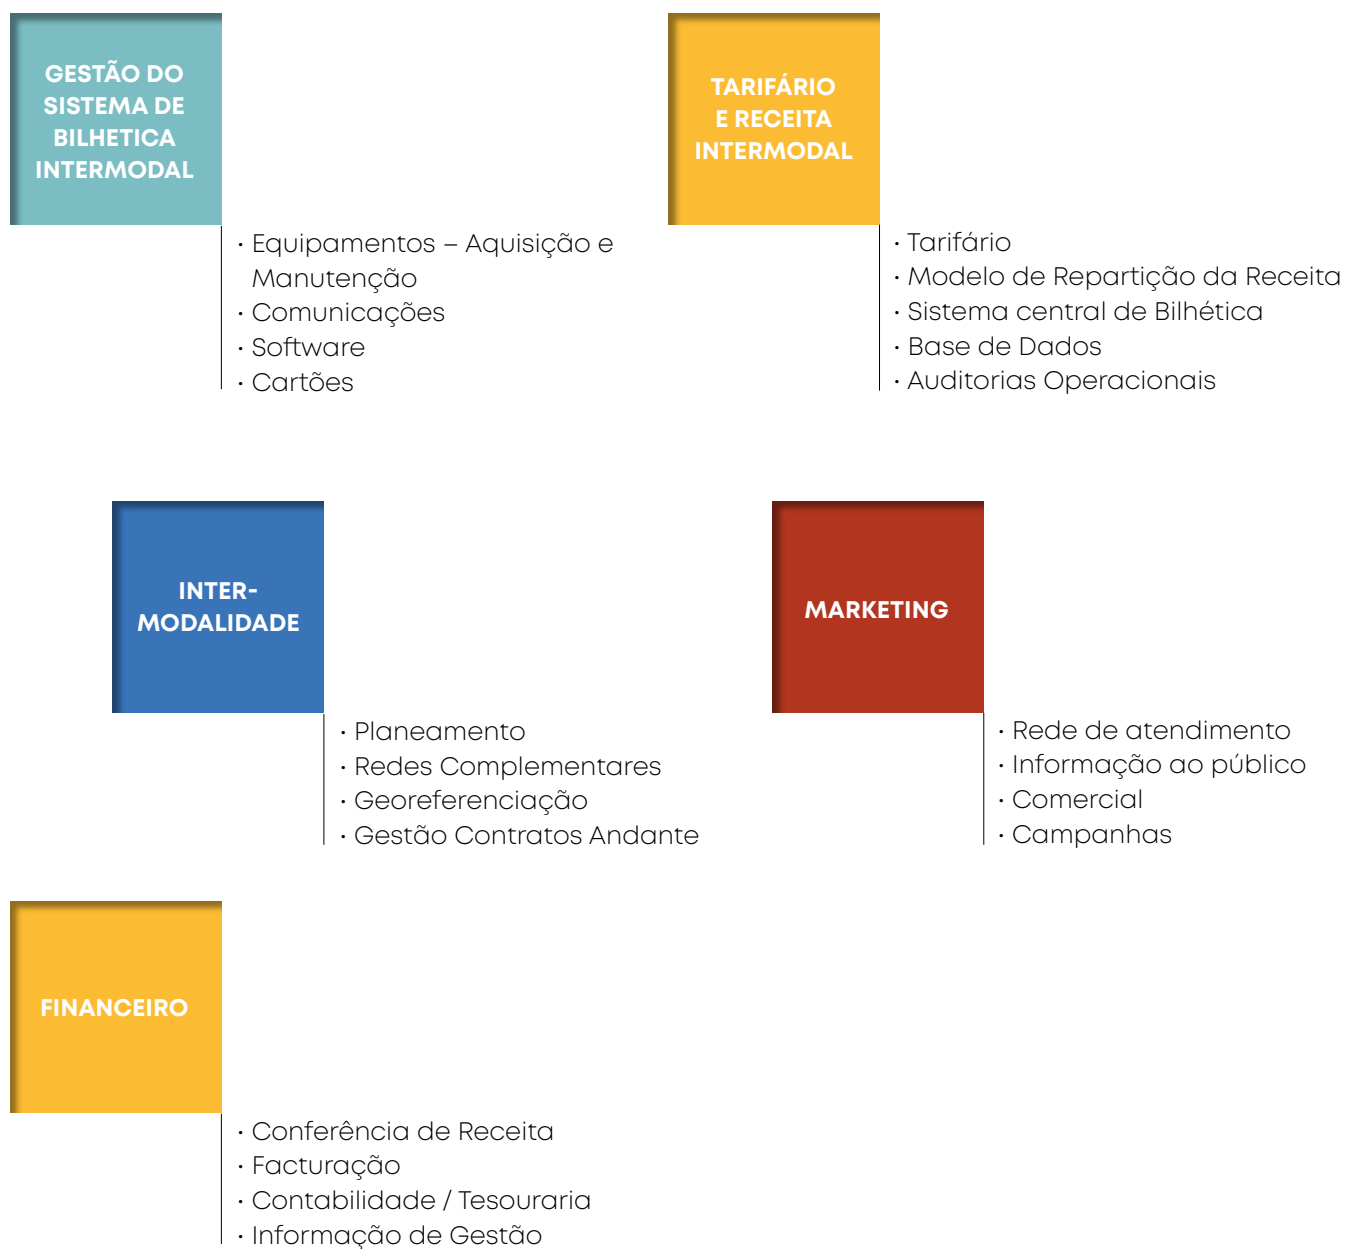 GESTÃO DO
SISTEMA DE
BILHETICA
INTERMODAL
· Equipamentos – Aquisição e
Manutenção
· Comunicações
· Software
· Cartões
TARIFÁRIO
E RECEITA
INTERMODAL
· Tarifário
· Modelo de Repartição da Receita
· Sistema central de Bilhética
· Base de Dados
· Auditorias Operacionais
INTER-
MODALIDADE
· Planeamento
· Redes Complementares
· Georeferenciação
· Gestão Contratos Andante
MARKETING
· Rede de atendimento
· Informação ao público
· Comercial
· Campanhas
FINANCEIRO
· Conferência de Receita
· Facturação
· Contabilidade / Tesouraria
· Informação de Gestão